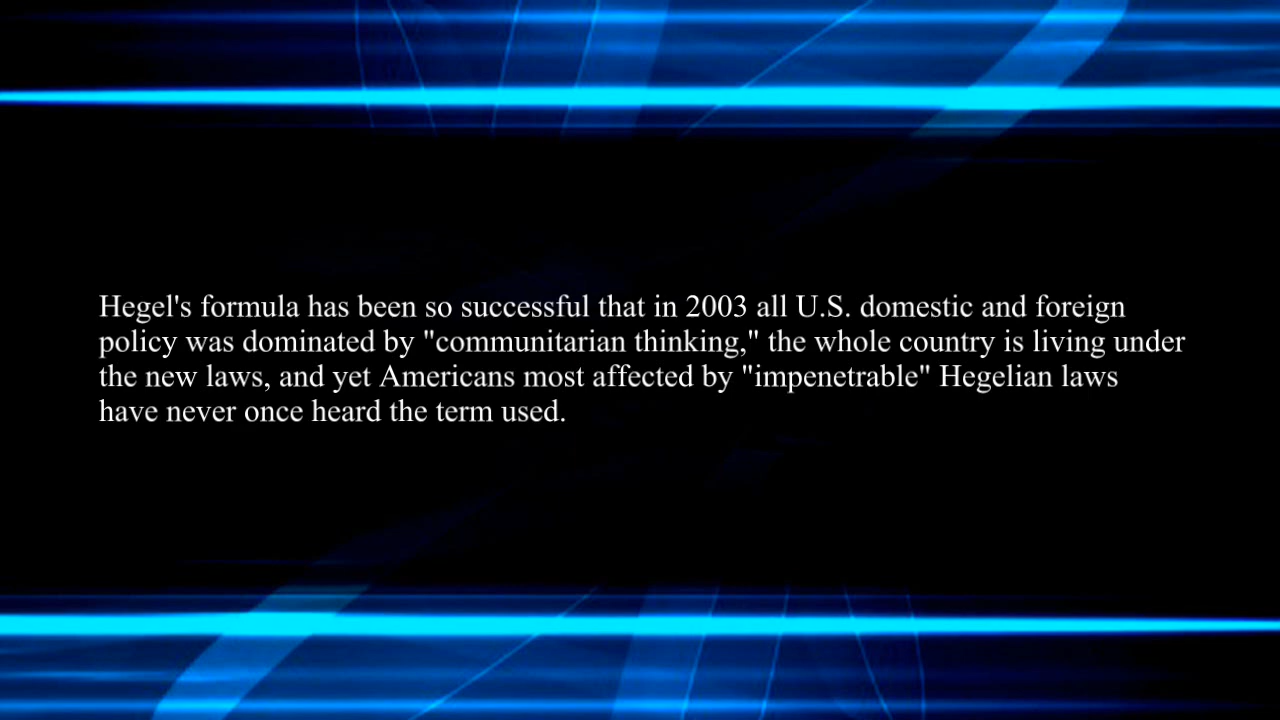 Hegel's formula has been so successful that in 2003 all U.S. domestic and foreign
policy was dominated by "communitarian thinking," the whole country is living under
the new laws, and yet Americans most affected by "impenetrable" Hegelian laws
have never once heard the term used.